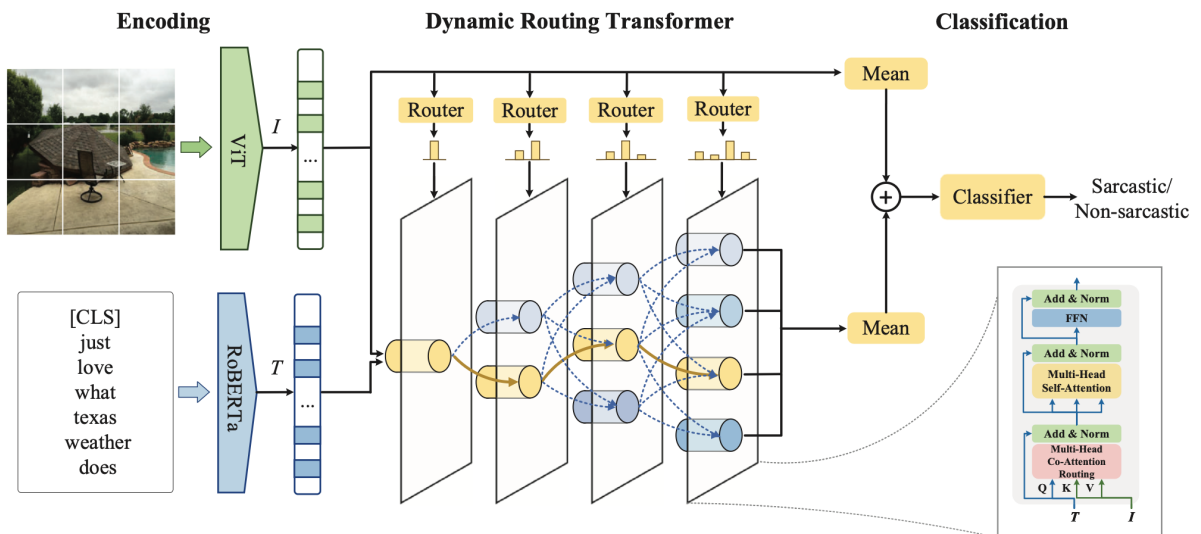 Encoding
Dynamic Routing Transformer
Classification
ViT
I
...
Router
Router
Router
Router
Mean
+
Classifier
Sarcastic/
Non-sarcastic
[CLS]
just
love
what
texas
weather
does
RoBERTa
T
...
Mean
Add & Norm
FFN
Add & Norm
Multi-Head
Self-Attention
Add & Norm
Multi-Head
Co-Attention
Routing
Q K V
T I